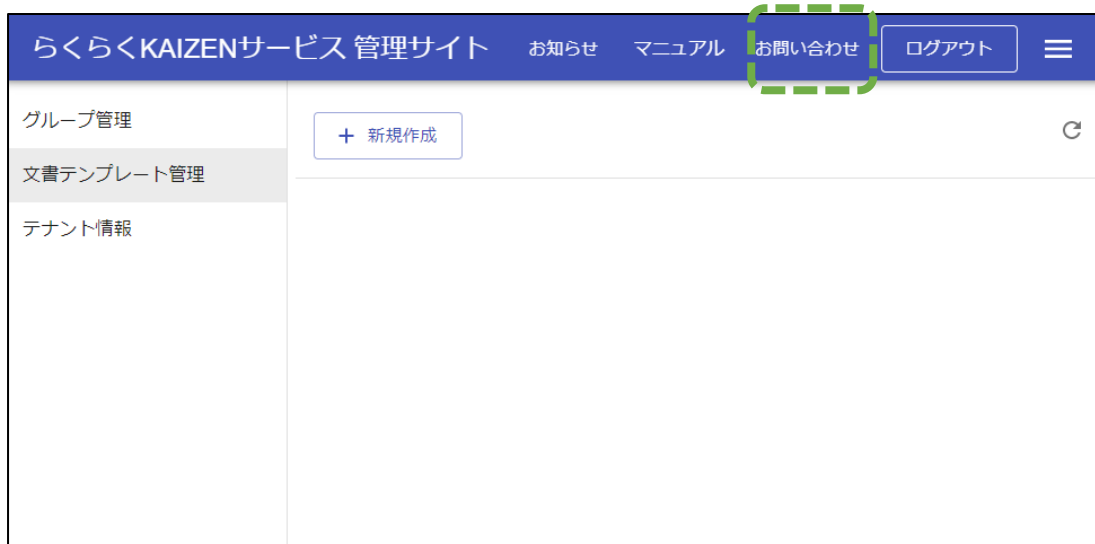 らくらくKAIZENサービス 管理サイト お知らせ マニュアル お問い合わせ ログアウト
グループ管理
+ 新規作成
文書テンプレート管理
テナント情報